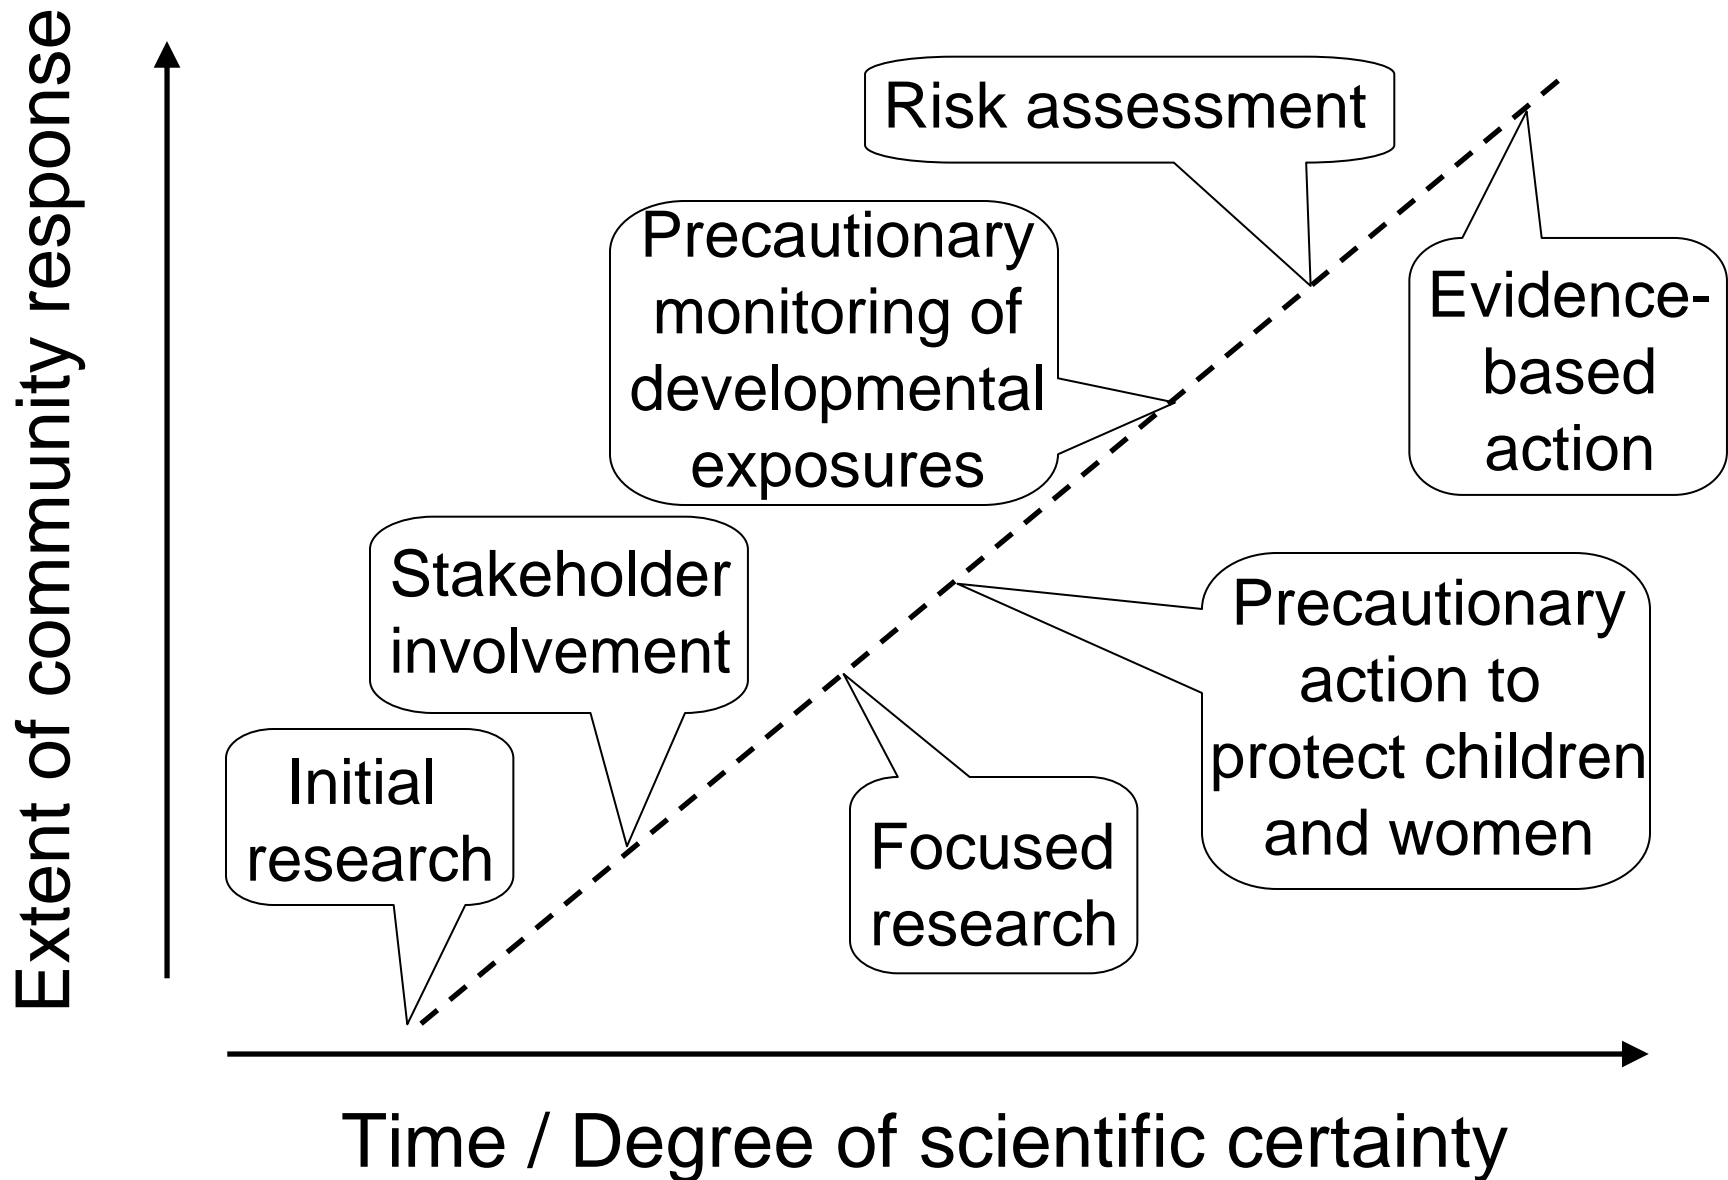 Extent of community response
Risk assessment
Precautionary
monitoring of
developmental
exposures
Evidence-
based
action
Stakeholder
involvement
Precautionary
action to
protect children
and women
Initial
research
Focused
research
Time / Degree of scientific certainty